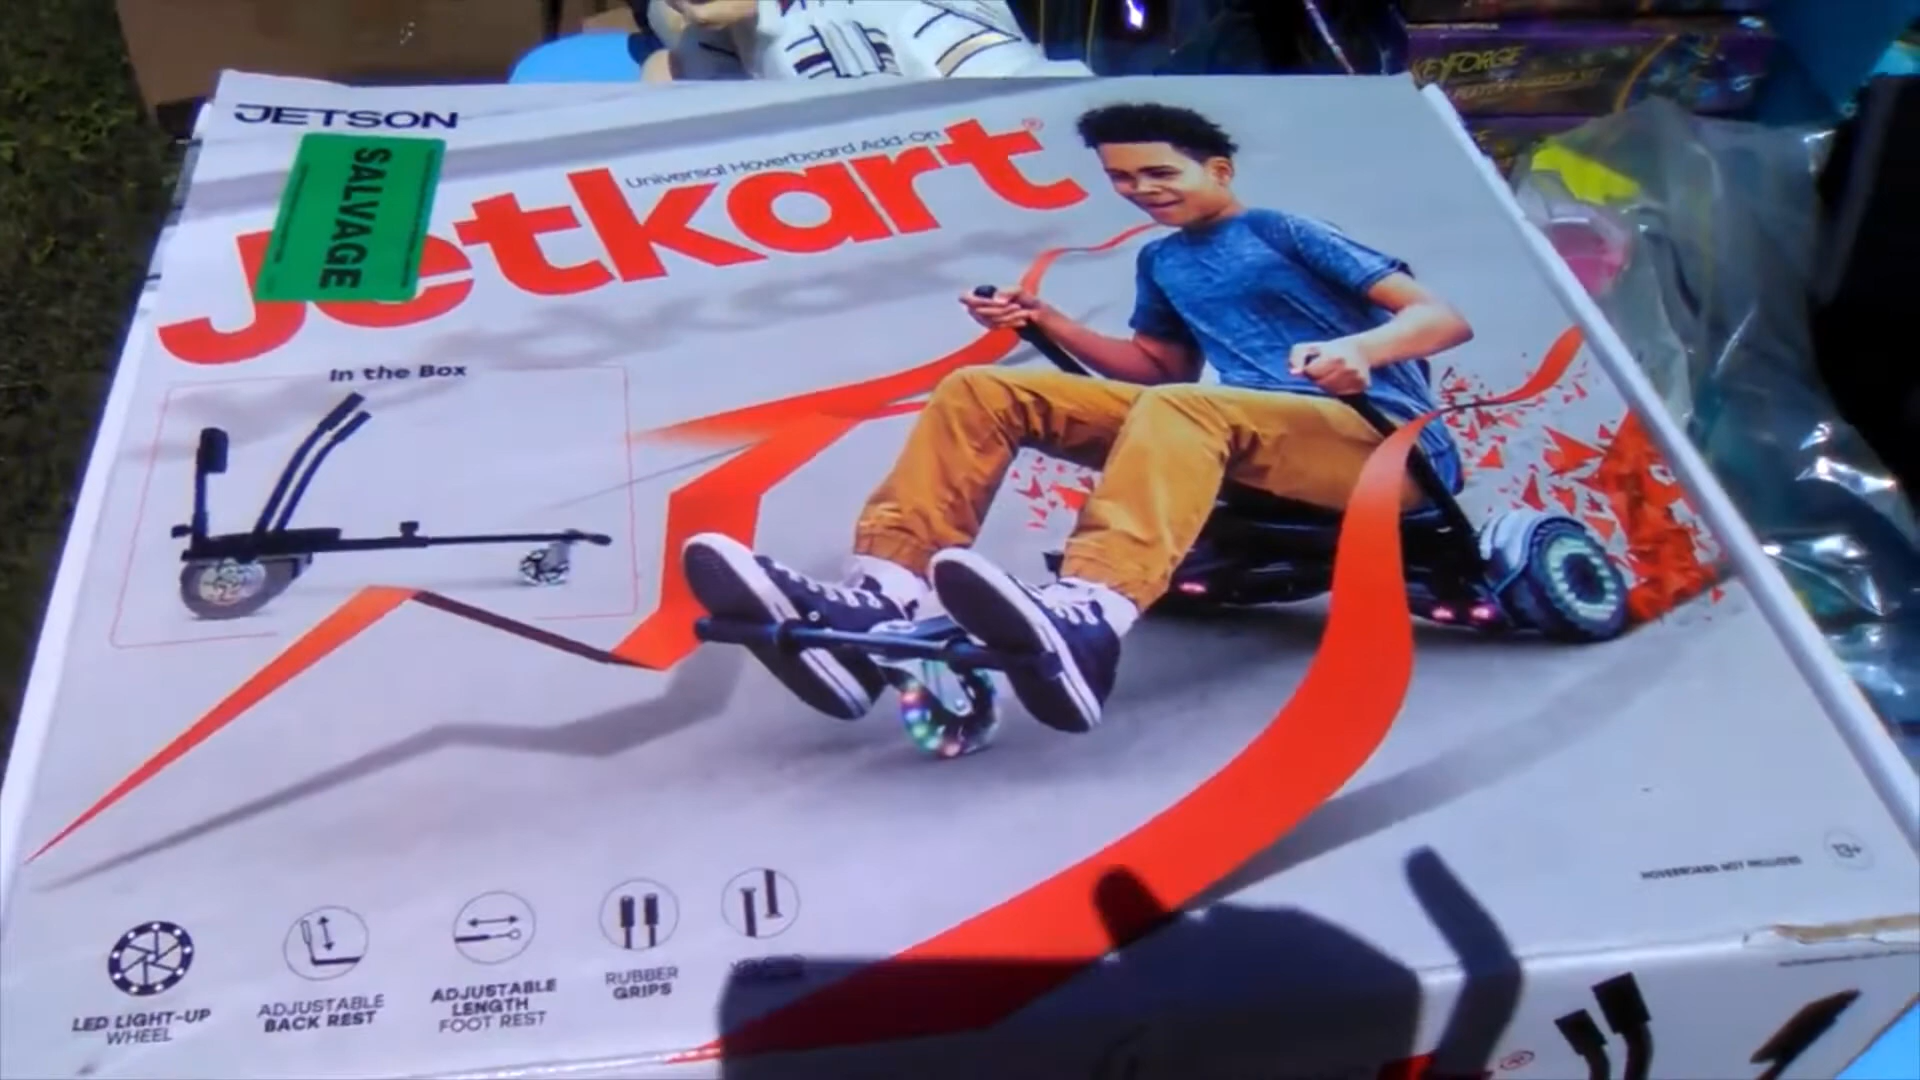 KEYFORGE
JETSON
SALVAGE
Universal Hoverboard Add-On
Jetkart®
In the Box
HOVERBOARD NOT INCLUDED
13+
LED LIGHT-UP
WHEEL
ADJUSTABLE
BACK REST
ADJUSTABLE
LENGTH
FOOT REST
RUBBER
GRIPS